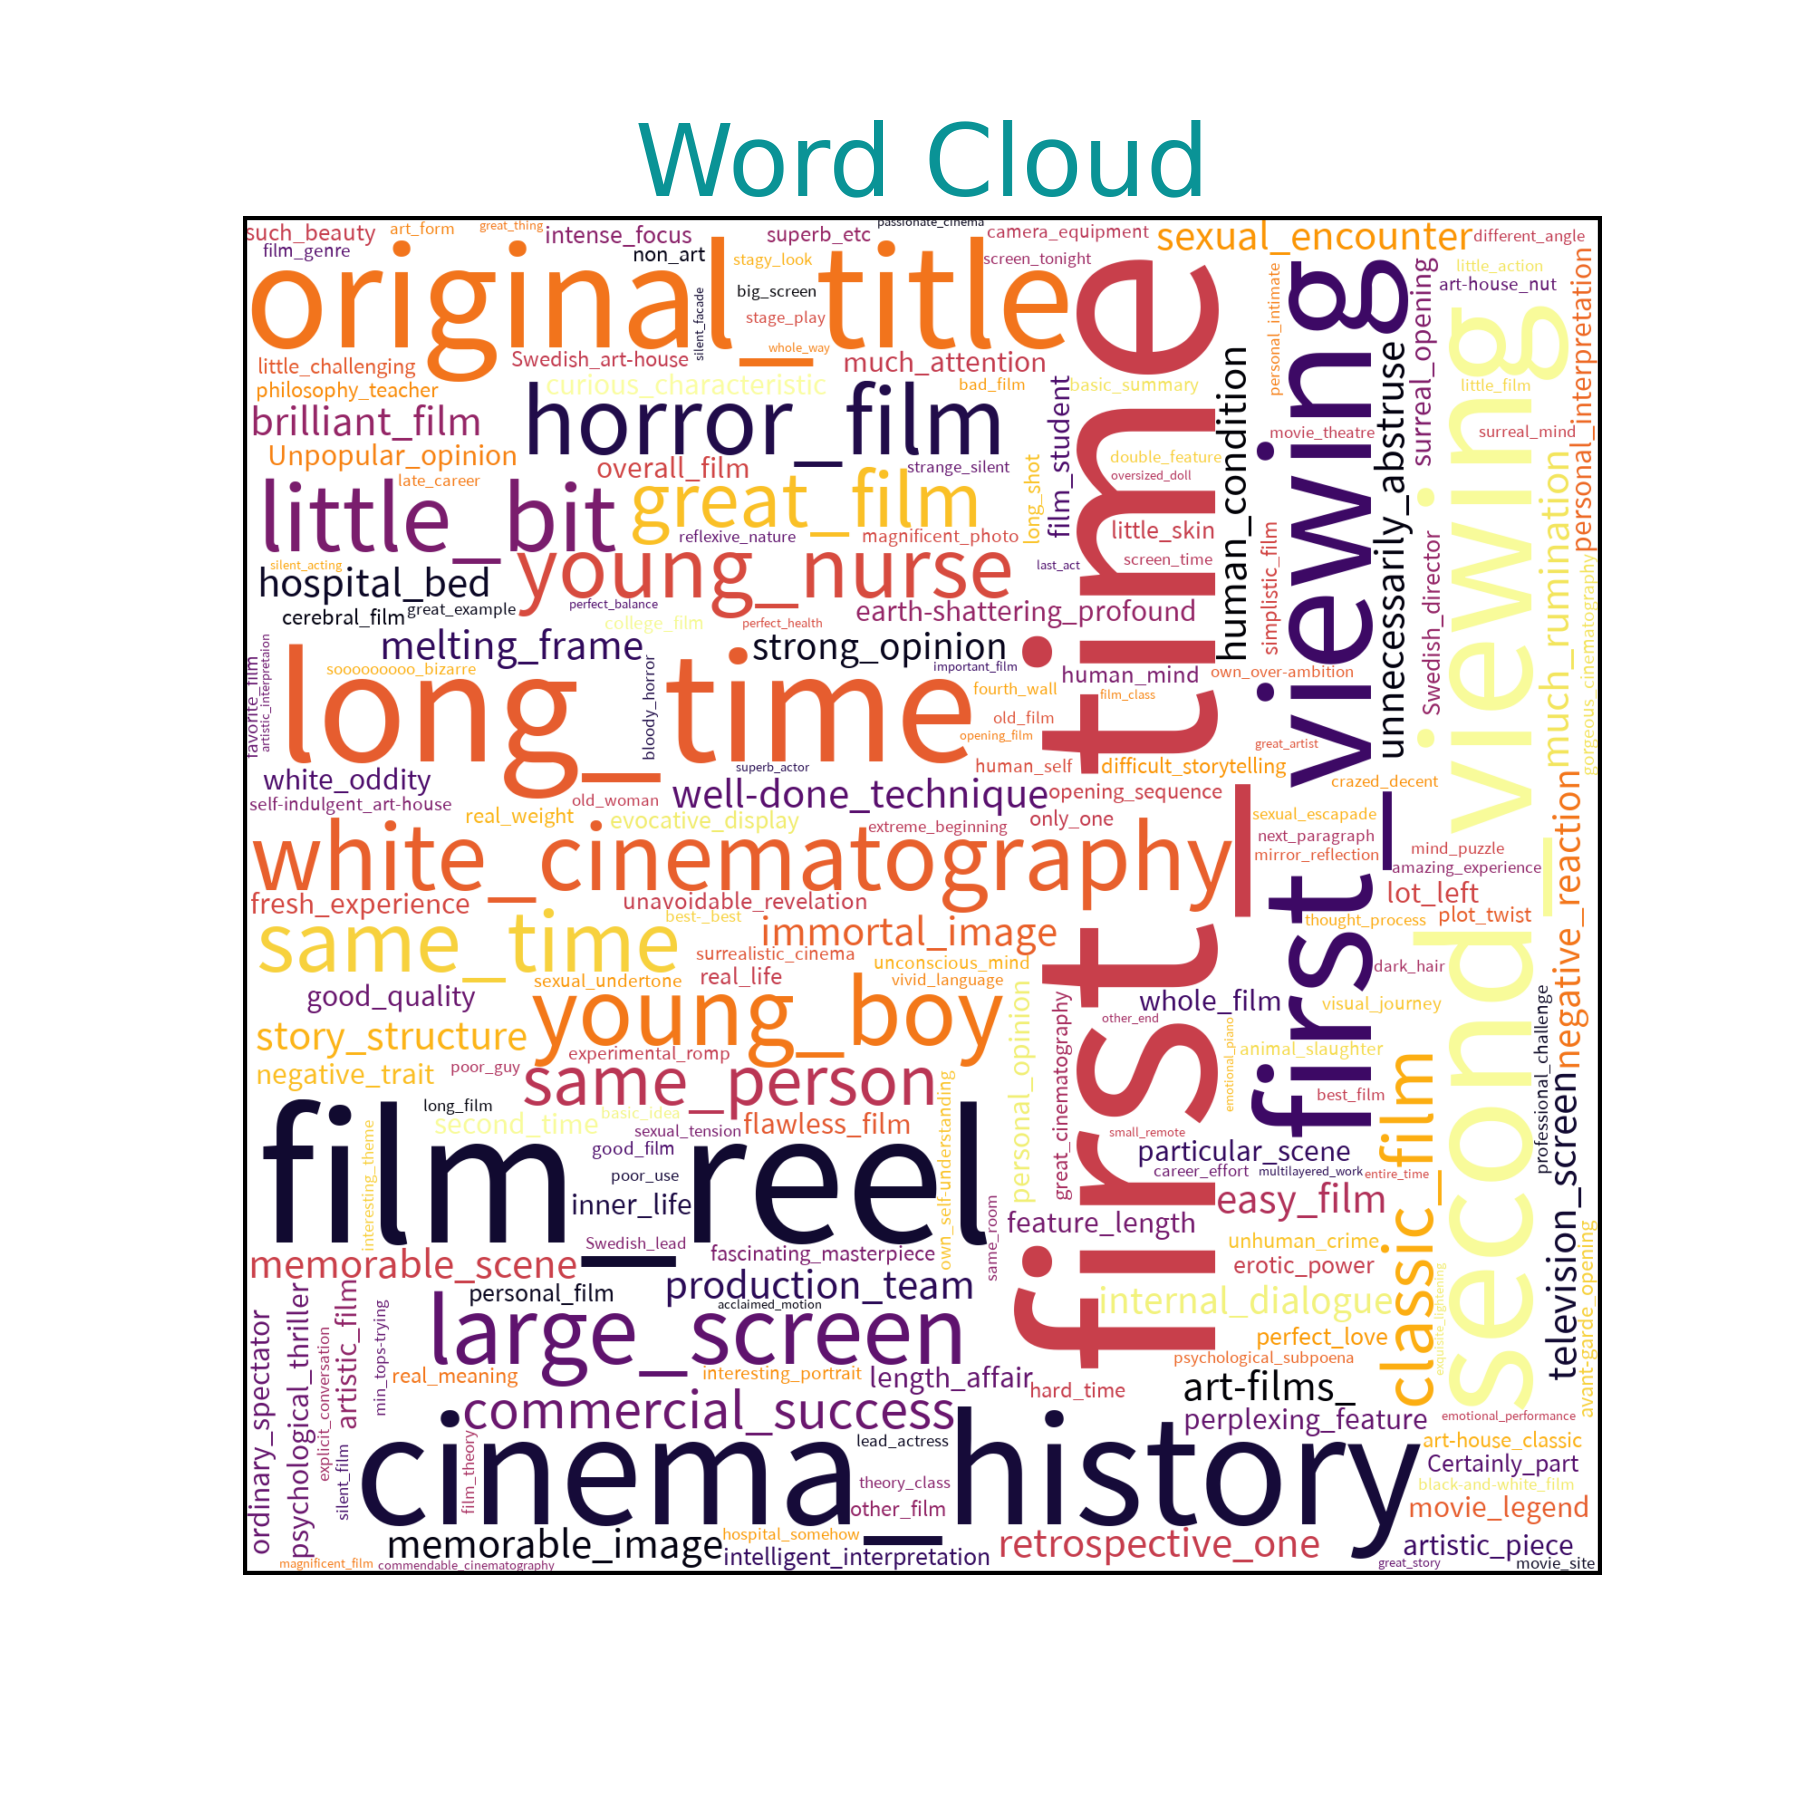 Word Cloud
such_beauty
art_form
great_thing
intense_focus
superb_etc
passionate_cinema
camera_equipment
sexual_encounter
different_angle
film_genre
non_art
stagy_look
screen_tonight
little_action
original_title
silent_facade
big_screen
stage_play
whole_way
personal_intimate
first_viewing
surreal_opening
art-house_nut
personal_interpretation
little_challenging
Swedish_art-house
much_attention
first_time
human_condition
unnecessarily_abstruse
second_viewing
philosophy_teacher
curious_characteristic
bad_film
basic_summary
little_film
brilliant_film
horror_film
film_student
movie_theatre
surreal_mind
Unpopular_opinion
overall_film
strange_silent
long_shot
double_feature
oversized_doll
late_career
little_bit
great_film
reflexive_nature
magnificent_photo
little_skin
simplistic_film
Swedish_director
much_rumination
gorgeous_cinematography
silent_acting
hospital_bed
young_nurse
last_act
screen_time
cerebral_film
great_example
perfect_balance
college_film
perfect_health
earth-shattering_profound
favorite_film
artistic_interpretaion
melting_frame
strong_opinion
important_film
human_mind
own_over-ambition
soooooooooo_bizarre
bloody_horror
fourth_wall
film_class
long_time
old_film
opening_film
great_artist
white_oddity
superb_actor
human_self
difficult_storytelling
crazed_decent
self-indulgent_art-house
old_woman
well-done_technique
opening_sequence
real_weight
evocative_display
extreme_beginning
only_one
sexual_escapade
next_paragraph
mirror_reflection
mind_puzzle
amazing_experience
negative_reaction
white_cinematography
fresh_experience
unavoidable_revelation
best-_best
lot_left
plot_twist
thought_process
same_time
immortal_image
surrealistic_cinema
unconscious_mind
dark_hair
good_quality
sexual_undertone
real_life
vivid_language
personal_opinion
great_cinematography
whole_film
visual_journey
professional_challenge
story_structure
young_boy
other_end
emotional_piano
animal_slaughter
negative_trait
poor_guy
experimental_romp
same_person
own_self-understanding
best_film
classic_film
television_screen
long_film
second_time
basic_idea
sexual_tension
flawless_film
small_remote
particular_scene
film_reel
interesting_theme
good_film
poor_use
inner_life
career_effort
multilayered_work
entire_time
easy_film
same_room
feature_length
Swedish_lead
fascinating_masterpiece
unhuman_crime
erotic_power
avant-garde_opening
memorable_scene
personal_film
production_team
acclaimed_motion
internal_dialogue
exquisite_lightening
ordinary_spectator
psychological_thriller
explicit_conversation
artistic_film
min_tops-trying
large_screen
perfect_love
psychological_subpoena
real_meaning
interesting_portrait
length_affair
hard_time
art-films_
commercial_success
perplexing_feature
emotional_performance
silent_film
film_theory
cinema_history
lead_actress
theory_class
other_film
art-house_classic
Certainly_part
black-and-white_film
movie_legend
memorable_image
hospital_somehow
intelligent_interpretation
retrospective_one
artistic_piece
magnificent_film
commendable_cinematography
great_story
movie_site